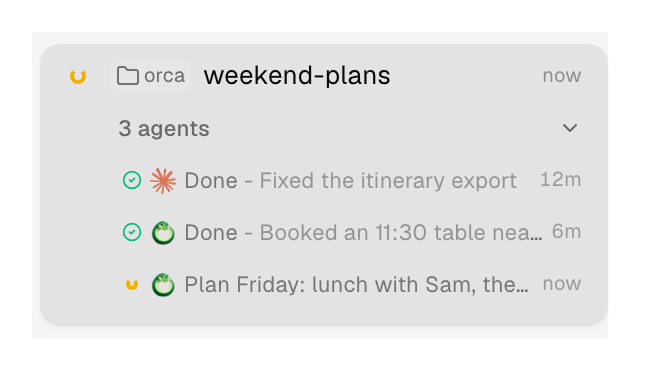 orca weekend-plans now
3 agents
Done - Fixed the itinerary export 12m
Done - Booked an 11:30 table nea... 6m
Plan Friday: lunch with Sam, the... now